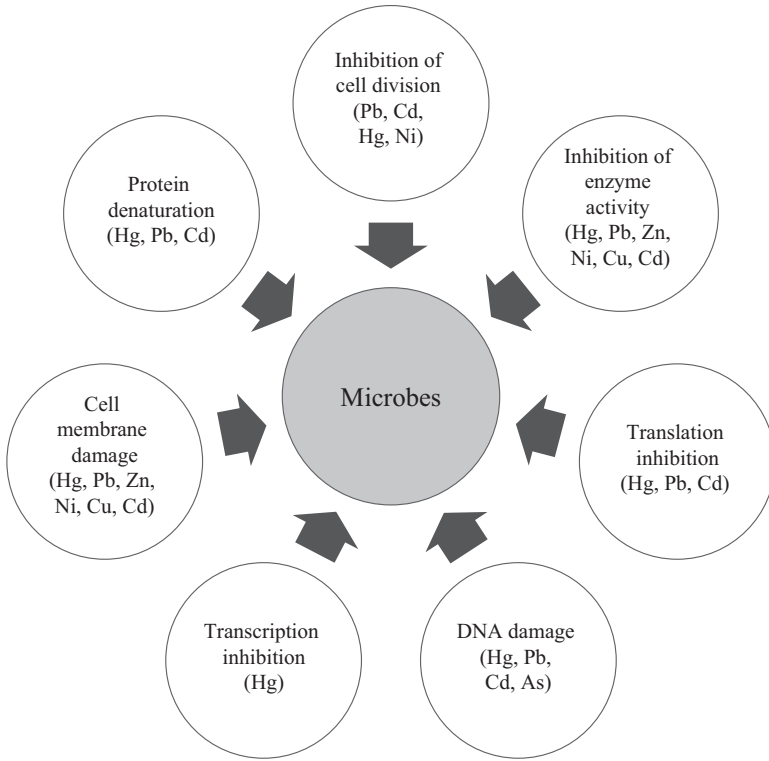 Inhibition of
cell division
(Pb, Cd,
Hg, Ni)
Inhibition of
enzyme
activity
(Hg, Pb, Zn,
Ni, Cu, Cd)
Translation
inhibition
(Hg, Pb, Cd)
DNA damage
(Hg, Pb,
Cd, As)
Transcription
inhibition
(Hg)
Cell
membrane
damage
(Hg, Pb, Zn,
Ni, Cu, Cd)
Protein
denaturation
(Hg, Pb, Cd)
Microbes